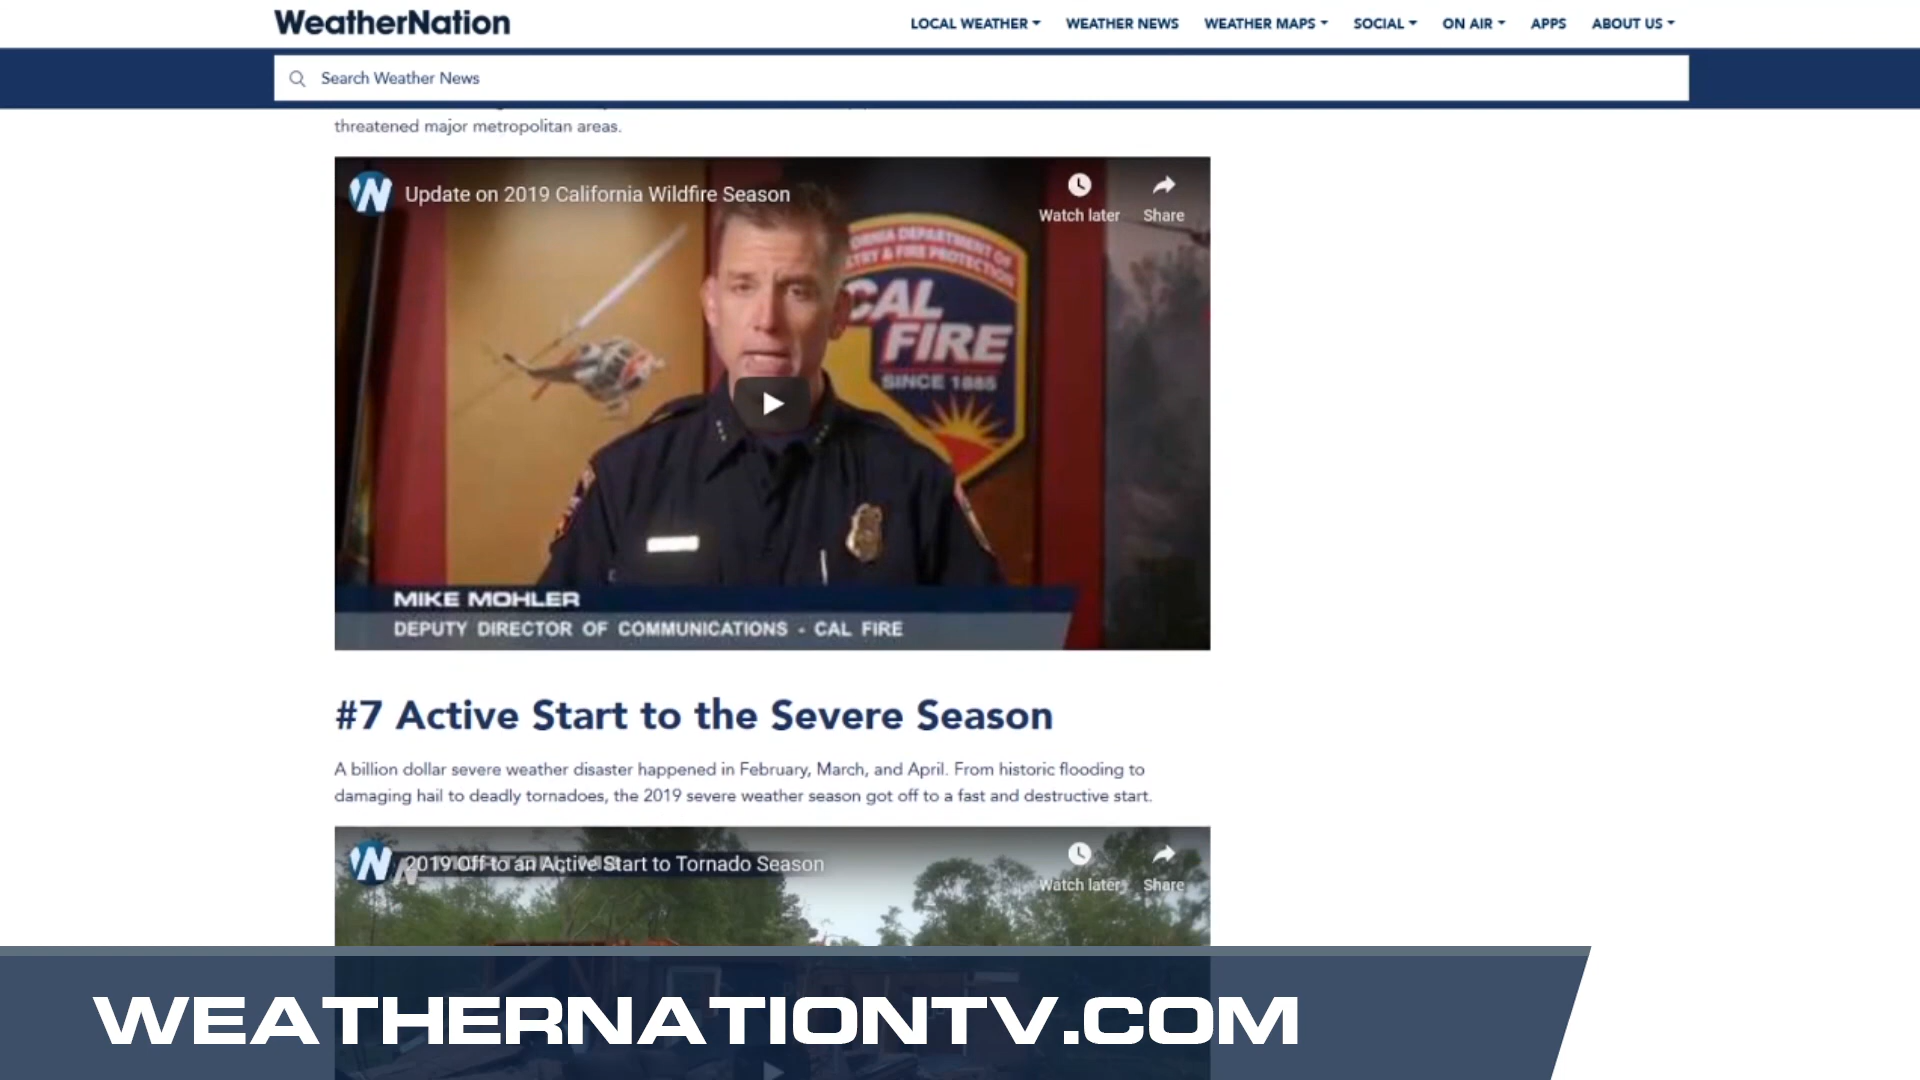 WeatherNation
LOCAL WEATHER WEATHER NEWS WEATHER MAPS SOCIAL ON AIR APPS ABOUT US
Search Weather News
threatened major metropolitan areas.
Update on 2019 California Wildfire Season
Watch later Share
DEPARTMENT OF
& FIRE PROTECTION
CAL
FIRE
SINCE 1885
MIKE MOHLER
DEPUTY DIRECTOR OF COMMUNICATIONS - CAL FIRE
#7 Active Start to the Severe Season
A billion dollar severe weather disaster happened in February, March, and April. From historic flooding to
damaging hail to deadly tornadoes, the 2019 severe weather season got off to a fast and destructive start.
2019 Off to an Active Start to Tornado Season
Watch later Share
WEATHERNATIONTV.COM